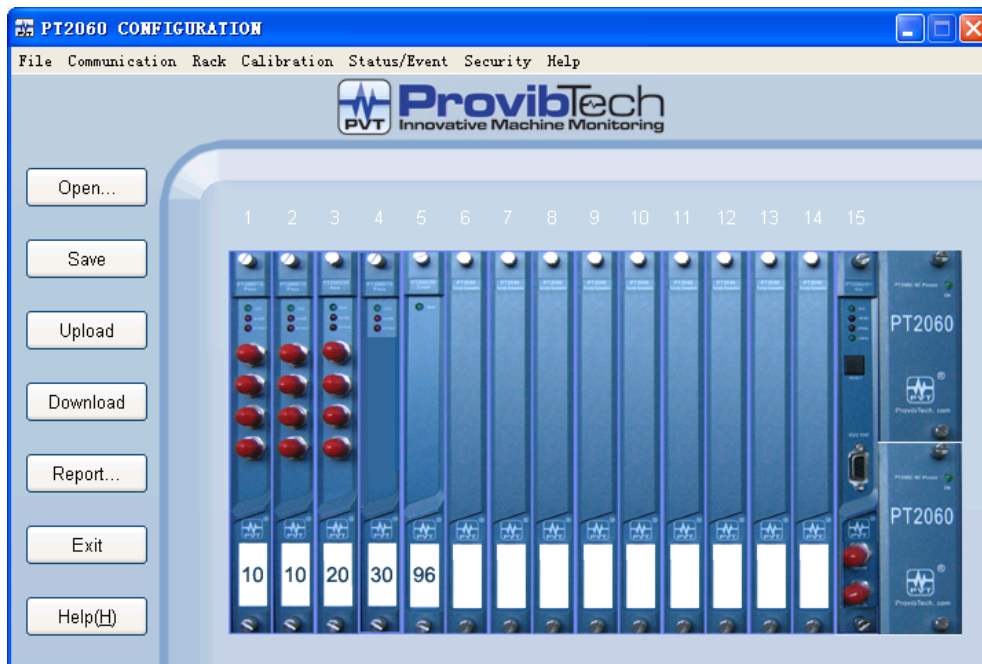 PT2060 CONFIGURATION
File Communication Rack Calibration Status/Event Security Help
PVT
ProvibTech
Innovative Machine Monitoring
Open...
Save
Upload
Download
Report...
Exit
Help(H)
1 2 3 4 5 6 7 8 9 10 11 12 13 14 15
PT2060
PVT
ProvibTech. com
PT2060
PVT
ProvibTech. com
10 10 20 30 96